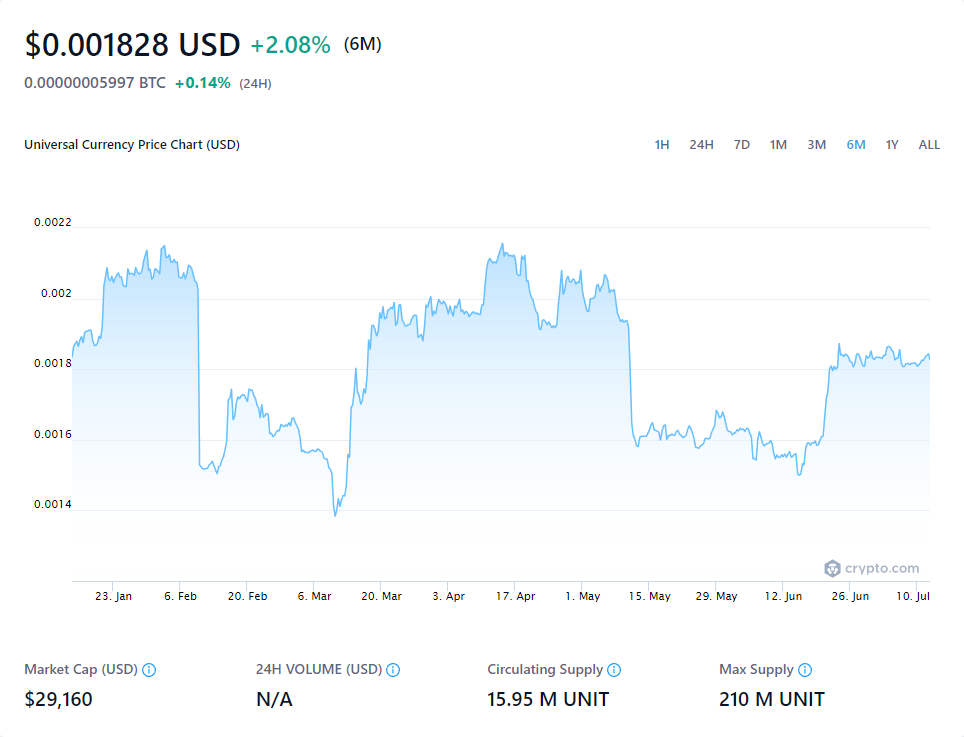 $0.001828 USD +2.08% (6M)
0.00000005997 BTC +0.14% (24H)
Universal Currency Price Chart (USD) 1H 24H 7D 1M 3M 6M 1Y ALL
0.0022
0.002
0.0018
0.0016
0.0014
crypto.com
23. Jan 6. Feb 20. Feb 6. Mar 20. Mar 3. Apr 17. Apr 1. May 15. May 29. May 12. Jun 26. Jun 10. Jul
Market Cap (USD) 24H VOLUME (USD) Circulating Supply Max Supply
$29,160 N/A 15.95 M UNIT 210 M UNIT